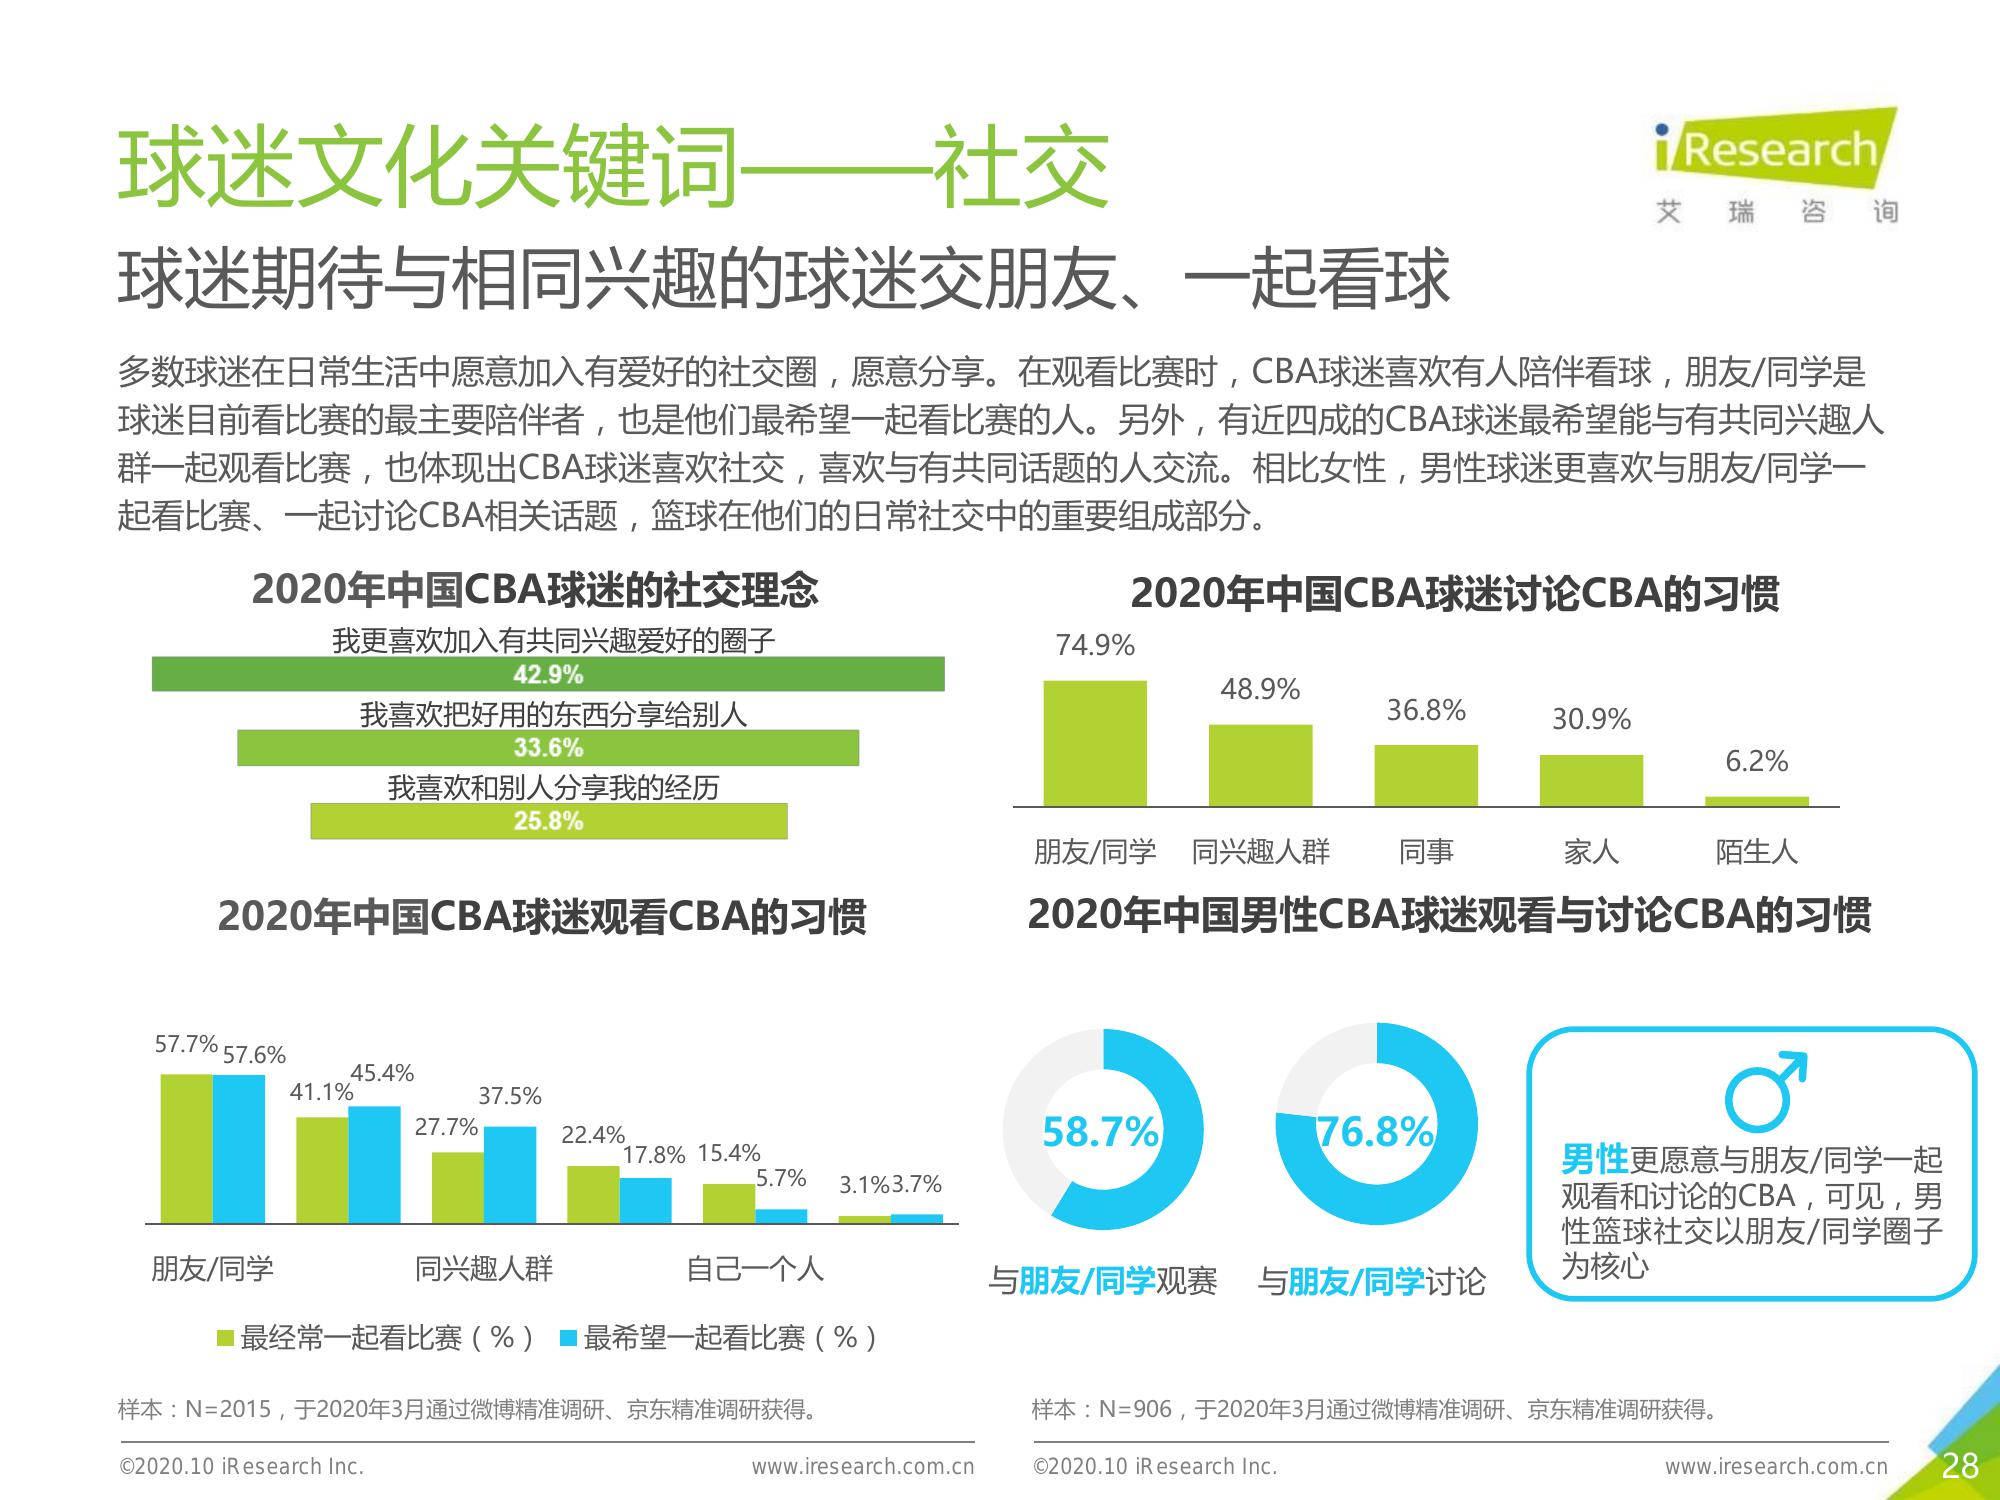 球迷文化关键词——社交
iResearch
艾瑞咨询
球迷期待与相同兴趣的球迷交朋友、一起看球
多数球迷在日常生活中愿意加入有爱好的社交圈，愿意分享。在观看比赛时，CBA球迷喜欢有人陪伴看球，朋友/同学是
球迷目前看比赛的最主要陪伴者，也是他们最希望一起看比赛的人。另外，有近四成的CBA球迷最希望能与有共同兴趣人
群一起观看比赛，也体现出CBA球迷喜欢社交，喜欢与有共同话题的人交流。相比女性，男性球迷更喜欢与朋友/同学一
起看比赛、一起讨论CBA相关话题，篮球在他们的日常社交中的重要组成部分。
2020年中国CBA球迷的社交理念
我更喜欢加入有共同兴趣爱好的圈子
42.9%
我喜欢把好用的东西分享给别人
33.6%
我喜欢和别人分享我的经历
25.8%
2020年中国CBA球迷讨论CBA的习惯
74.9%
48.9%
36.8%
30.9%
6.2%
朋友/同学 同兴趣人群 同事 家人 陌生人
2020年中国CBA球迷观看CBA的习惯
57.7% 57.6%
41.1% 45.4%
27.7% 37.5%
22.4% 17.8%
15.4% 5.7%
3.1% 3.7%
朋友/同学 同兴趣人群 自己一个人
最经常一起看比赛（%） 最希望一起看比赛（%）
2020年中国男性CBA球迷观看与讨论CBA的习惯
58.7%
与朋友/同学观赛
76.8%
与朋友/同学讨论
男性更愿意与朋友/同学一起
观看和讨论的CBA，可见，男
性篮球社交以朋友/同学圈子
为核心
样本：N=2015，于2020年3月通过微博精准调研、京东精准调研获得。
样本：N=906，于2020年3月通过微博精准调研、京东精准调研获得。
©2020.10 iResearch Inc. www.iresearch.com.cn
©2020.10 iResearch Inc. www.iresearch.com.cn
28